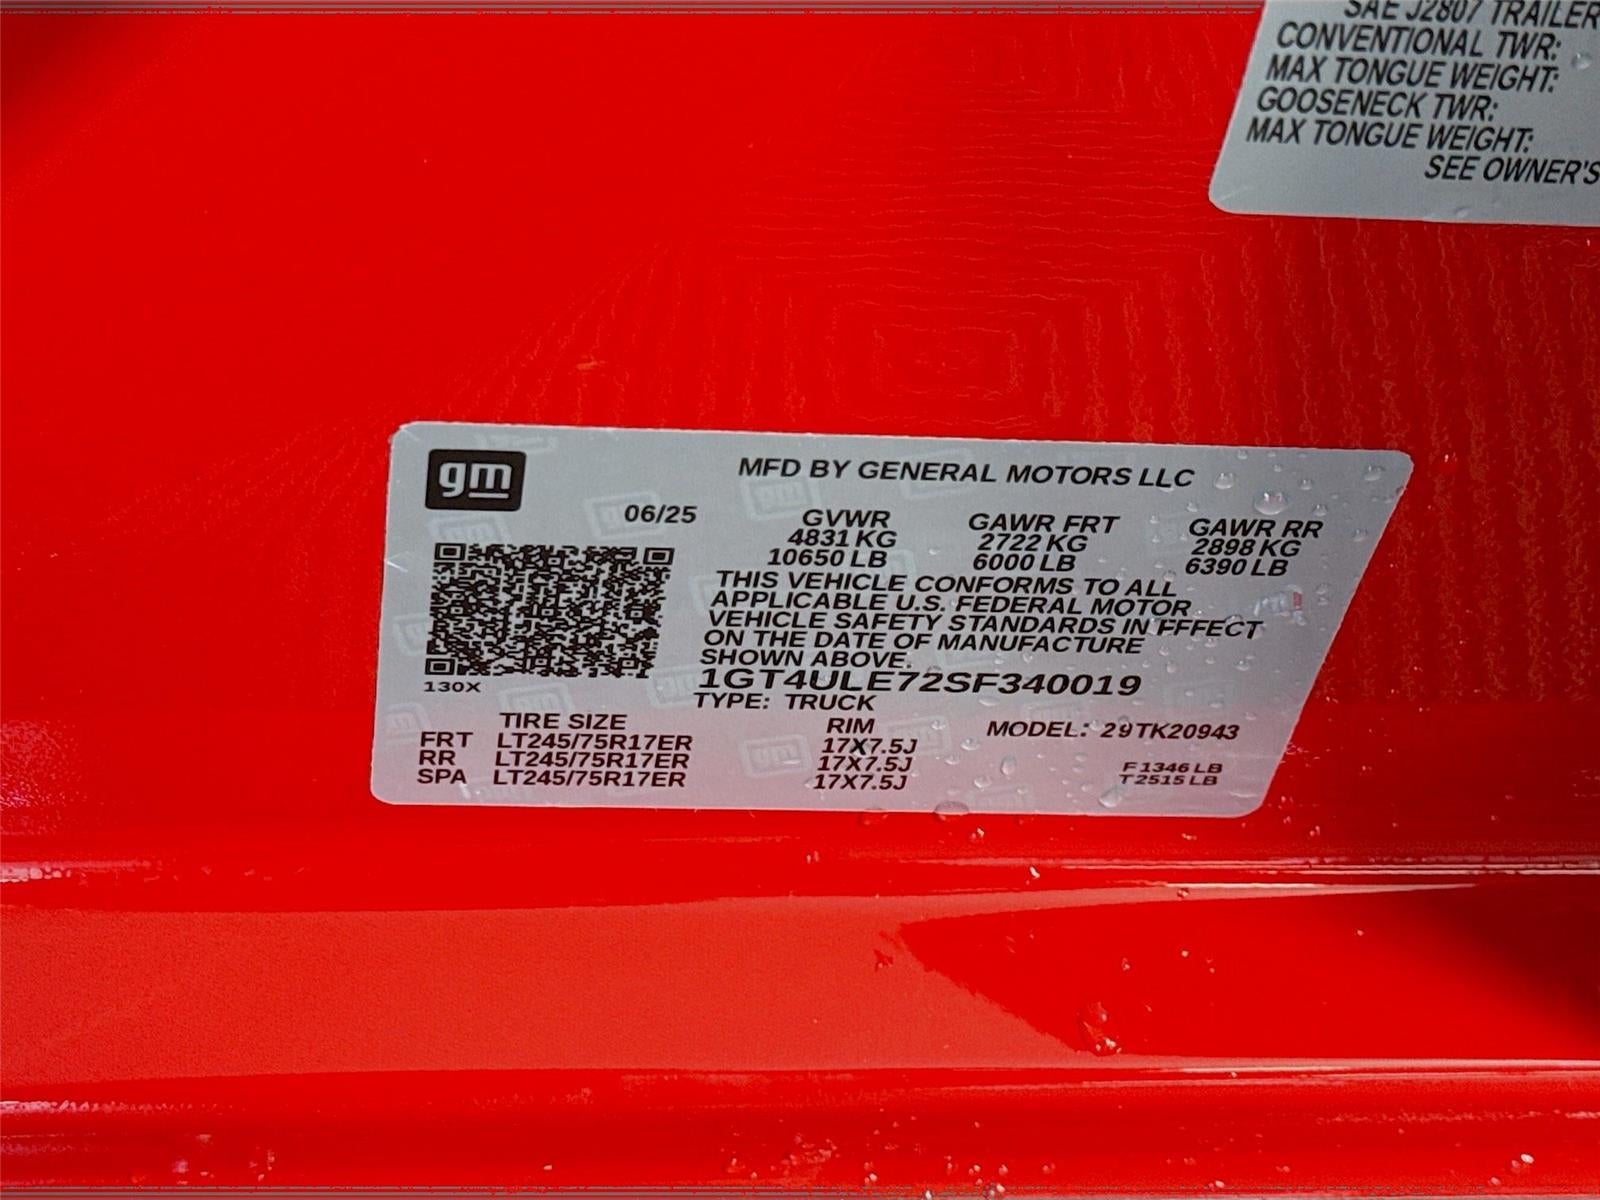 SAE J2807 TRAILER
CONVENTIONAL TWR:
MAX TONGUE WEIGHT:
GOOSENECK TWR:
MAX TONGUE WEIGHT:
SEE OWNER'S
gm
MFD BY GENERAL MOTORS LLC
06/25
GVWR GAWR FRT GAWR RR
4831 KG 2722 KG 2898 KG
10650 LB 6000 LB 6390 LB
THIS VEHICLE CONFORMS TO ALL
APPLICABLE U.S. FEDERAL MOTOR
VEHICLE SAFETY STANDARDS IN EFFECT
ON THE DATE OF MANUFACTURE
SHOWN ABOVE.
130X
1GT4ULE72SF340019
TYPE: TRUCK
TIRE SIZE RIM MODEL: 29TK20943
FRT LT245/75R17ER 17X7.5J
RR LT245/75R17ER 17X7.5J F 1346 LB
SPA LT245/75R17ER 17X7.5J T 2515 LB